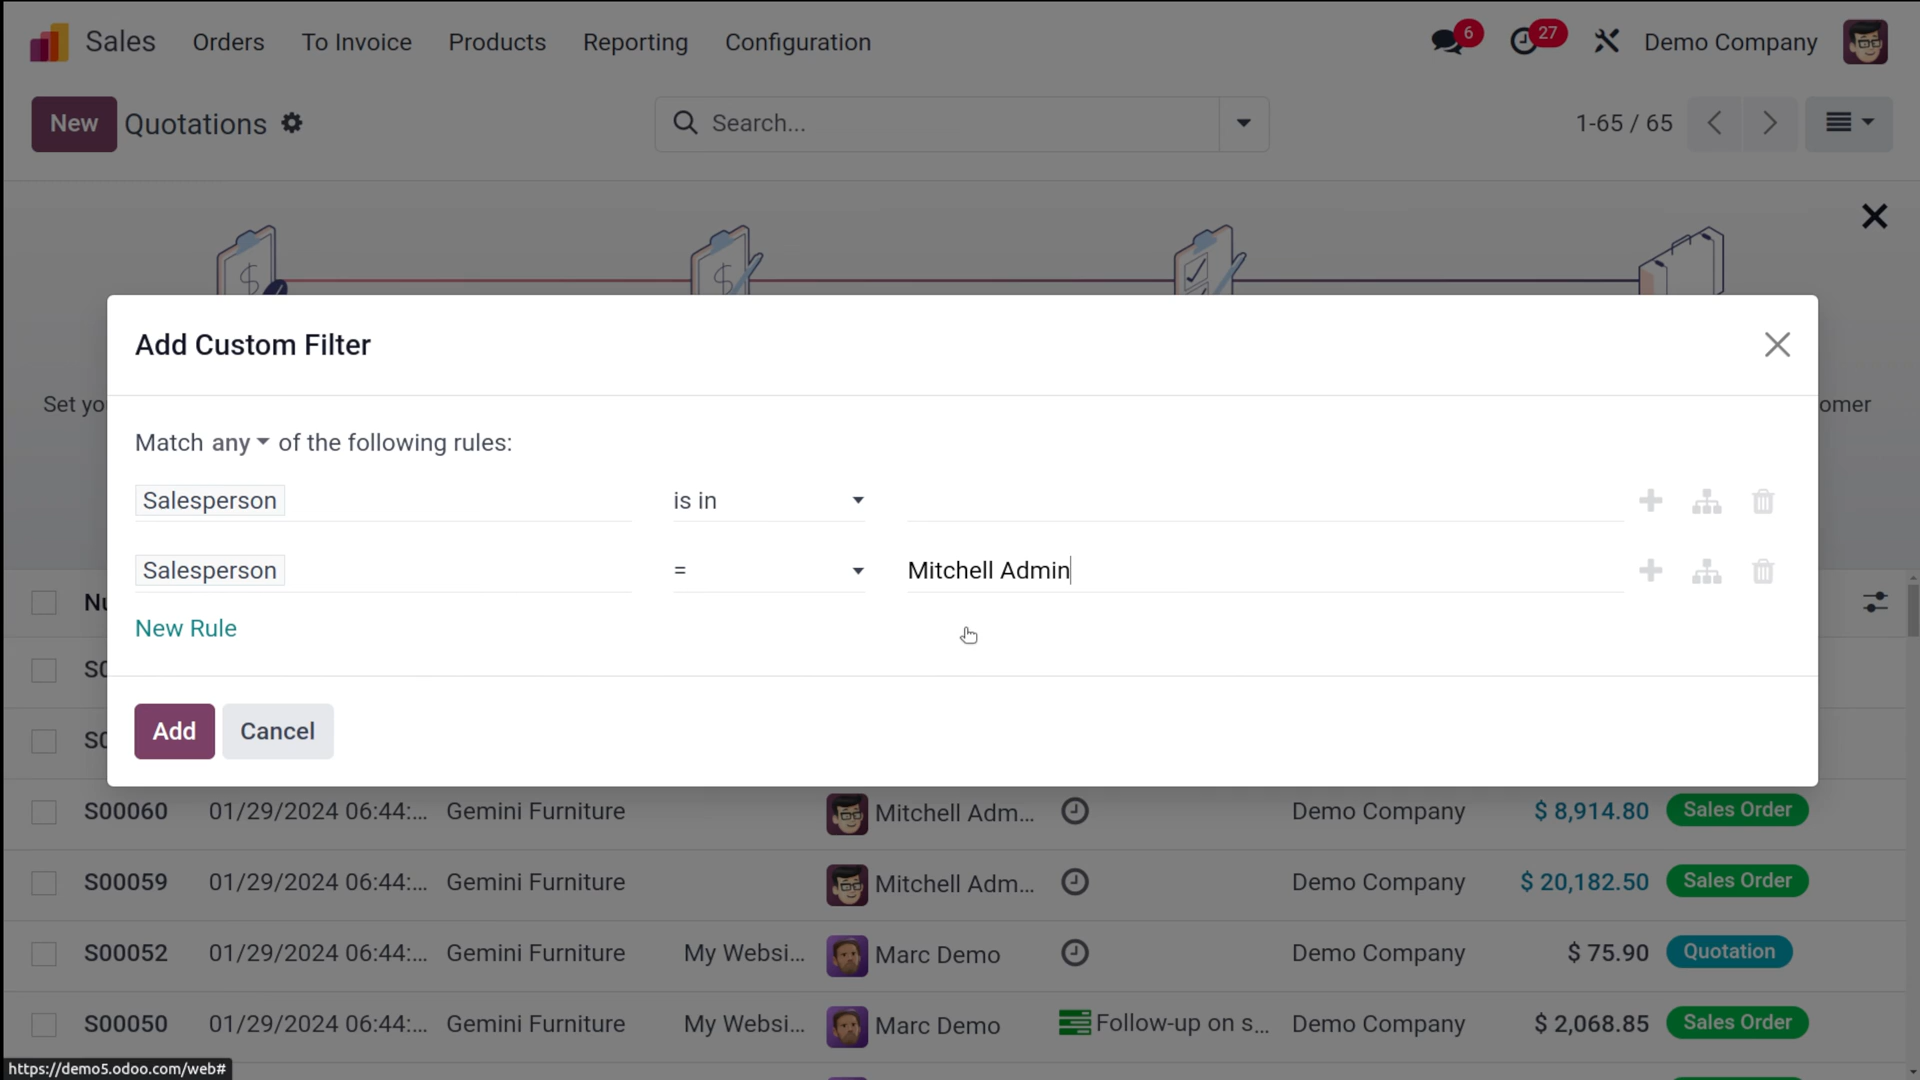 Sales Orders To Invoice Products Reporting Configuration 6 27 Demo Company
New Quotations Search... 1-65 / 65
Set yo omer
Add Custom Filter
Match any of the following rules:
Salesperson is in
Salesperson = Mitchell Admin
New Rule
Add Cancel
Nu
S0
S0
S00060 01/29/2024 06:44:... Gemini Furniture Mitchell Adm... Demo Company $ 8,914.80 Sales Order
S00059 01/29/2024 06:44:... Gemini Furniture Mitchell Adm... Demo Company $ 20,182.50 Sales Order
S00052 01/29/2024 06:44:... Gemini Furniture My Websi... Marc Demo Demo Company $ 75.90 Quotation
S00050 01/29/2024 06:44:... Gemini Furniture My Websi... Marc Demo Follow-up on s... Demo Company $ 2,068.85 Sales Order
https://demo5.odoo.com/web#